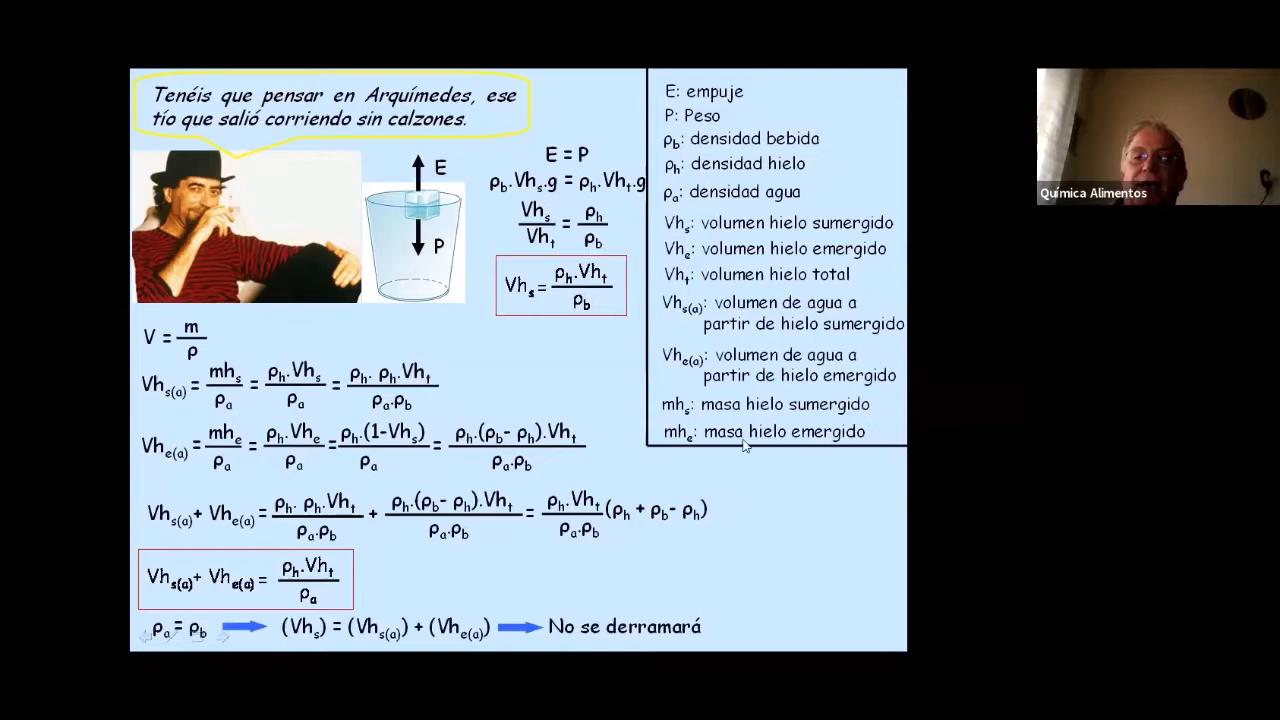 Tenéis que pensar en Arquímedes, ese
tío que salió corriendo sin calzones.
E
P
E = P
ρb.Vhs.g = ρh.Vht.g
Vhs/Vht = ρh/ρb
Vhs = ρh.Vht/ρb
V = m/ρ
Vhs(a) = mhs/ρa = ρh.Vhs/ρa = ρh. ρh.Vht/ρa.ρb
Vhe(a) = mhe/ρa = ρh.Vhe/ρa = ρh.(1-Vhs)/ρa = ρh.(ρb- ρh).Vht/ρa.ρb
Vhs(a)+ Vhe(a) = ρh. ρh.Vht/ρa.ρb + ρh.(ρb- ρh).Vht/ρa.ρb = ρh.Vht/ρa.ρb (ρh + ρb- ρh)
Vhs(a)+ Vhe(a) = ρh.Vht/ρa
ρa = ρb → (Vhs) = (Vhs(a)) + (Vhe(a)) → No se derramará
E: empuje
P: Peso
ρb: densidad bebida
ρh: densidad hielo
ρa: densidad agua
Vhs: volumen hielo sumergido
Vhe: volumen hielo emergido
Vht: volumen hielo total
Vhs(a): volumen de agua a
partir de hielo sumergido
Vhe(a): volumen de agua a
partir de hielo emergido
mhs: masa hielo sumergido
mhe: masa hielo emergido
Química Alimentos